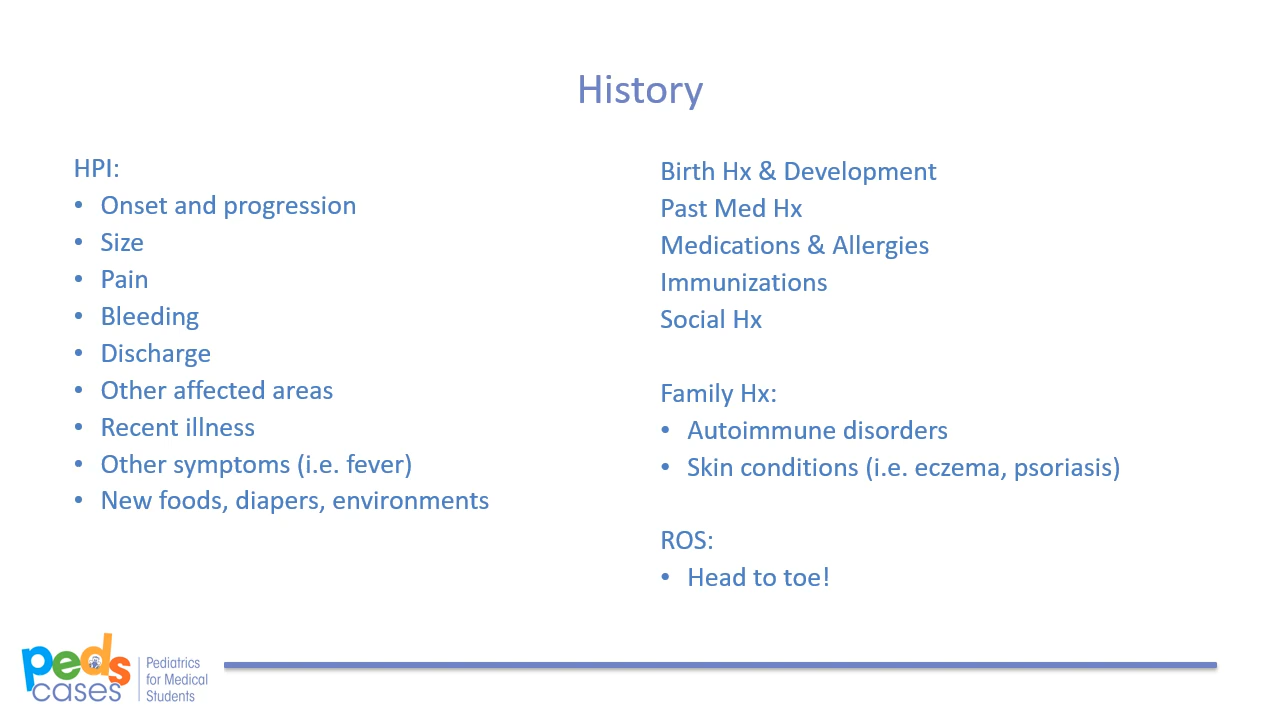 History
HPI:
• Onset and progression
• Size
• Pain
• Bleeding
• Discharge
• Other affected areas
• Recent illness
• Other symptoms (i.e. fever)
• New foods, diapers, environments
Birth Hx & Development
Past Med Hx
Medications & Allergies
Immunizations
Social Hx
Family Hx:
• Autoimmune disorders
• Skin conditions (i.e. eczema, psoriasis)
ROS:
• Head to toe!
peds
cases
Pediatrics
for Medical
Students